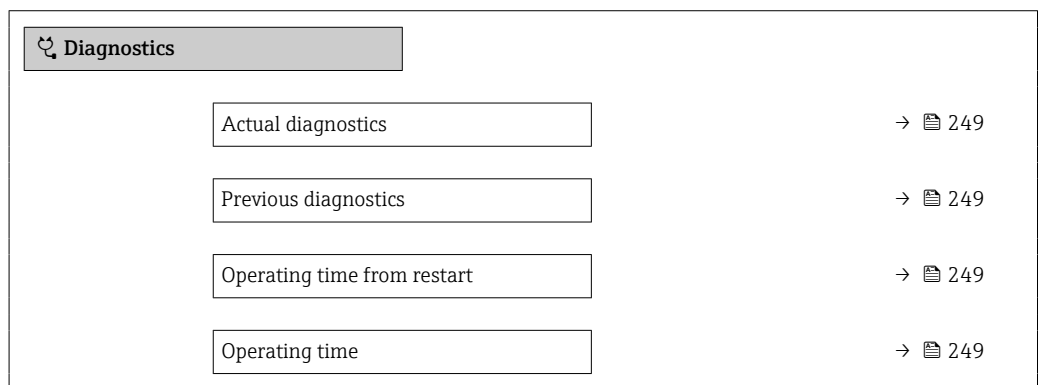 Diagnostics
Actual diagnostics → 249
Previous diagnostics → 249
Operating time from restart → 249
Operating time → 249